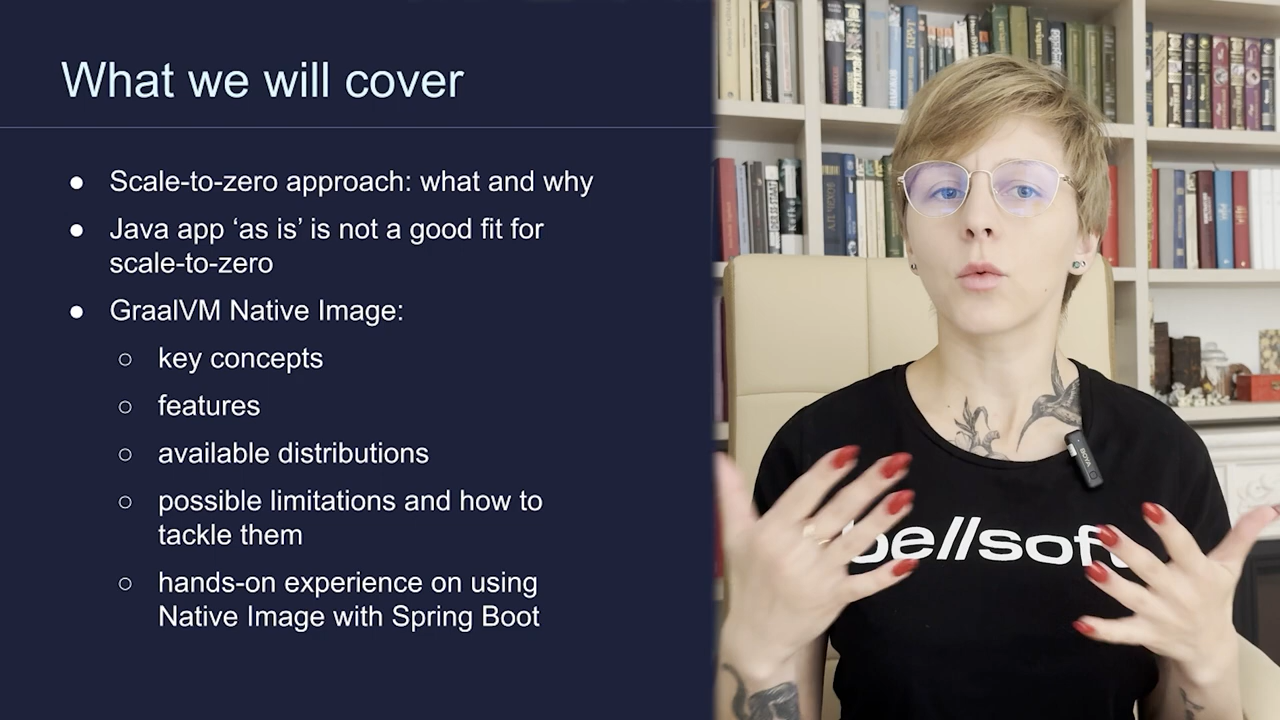 What we will cover
● Scale-to-zero approach: what and why
● Java app ‘as is’ is not a good fit for
scale-to-zero
● GraalVM Native Image:
○ key concepts
○ features
○ available distributions
○ possible limitations and how to
tackle them
○ hands-on experience on using
Native Image with Spring Boot
BOYA
bellsoft